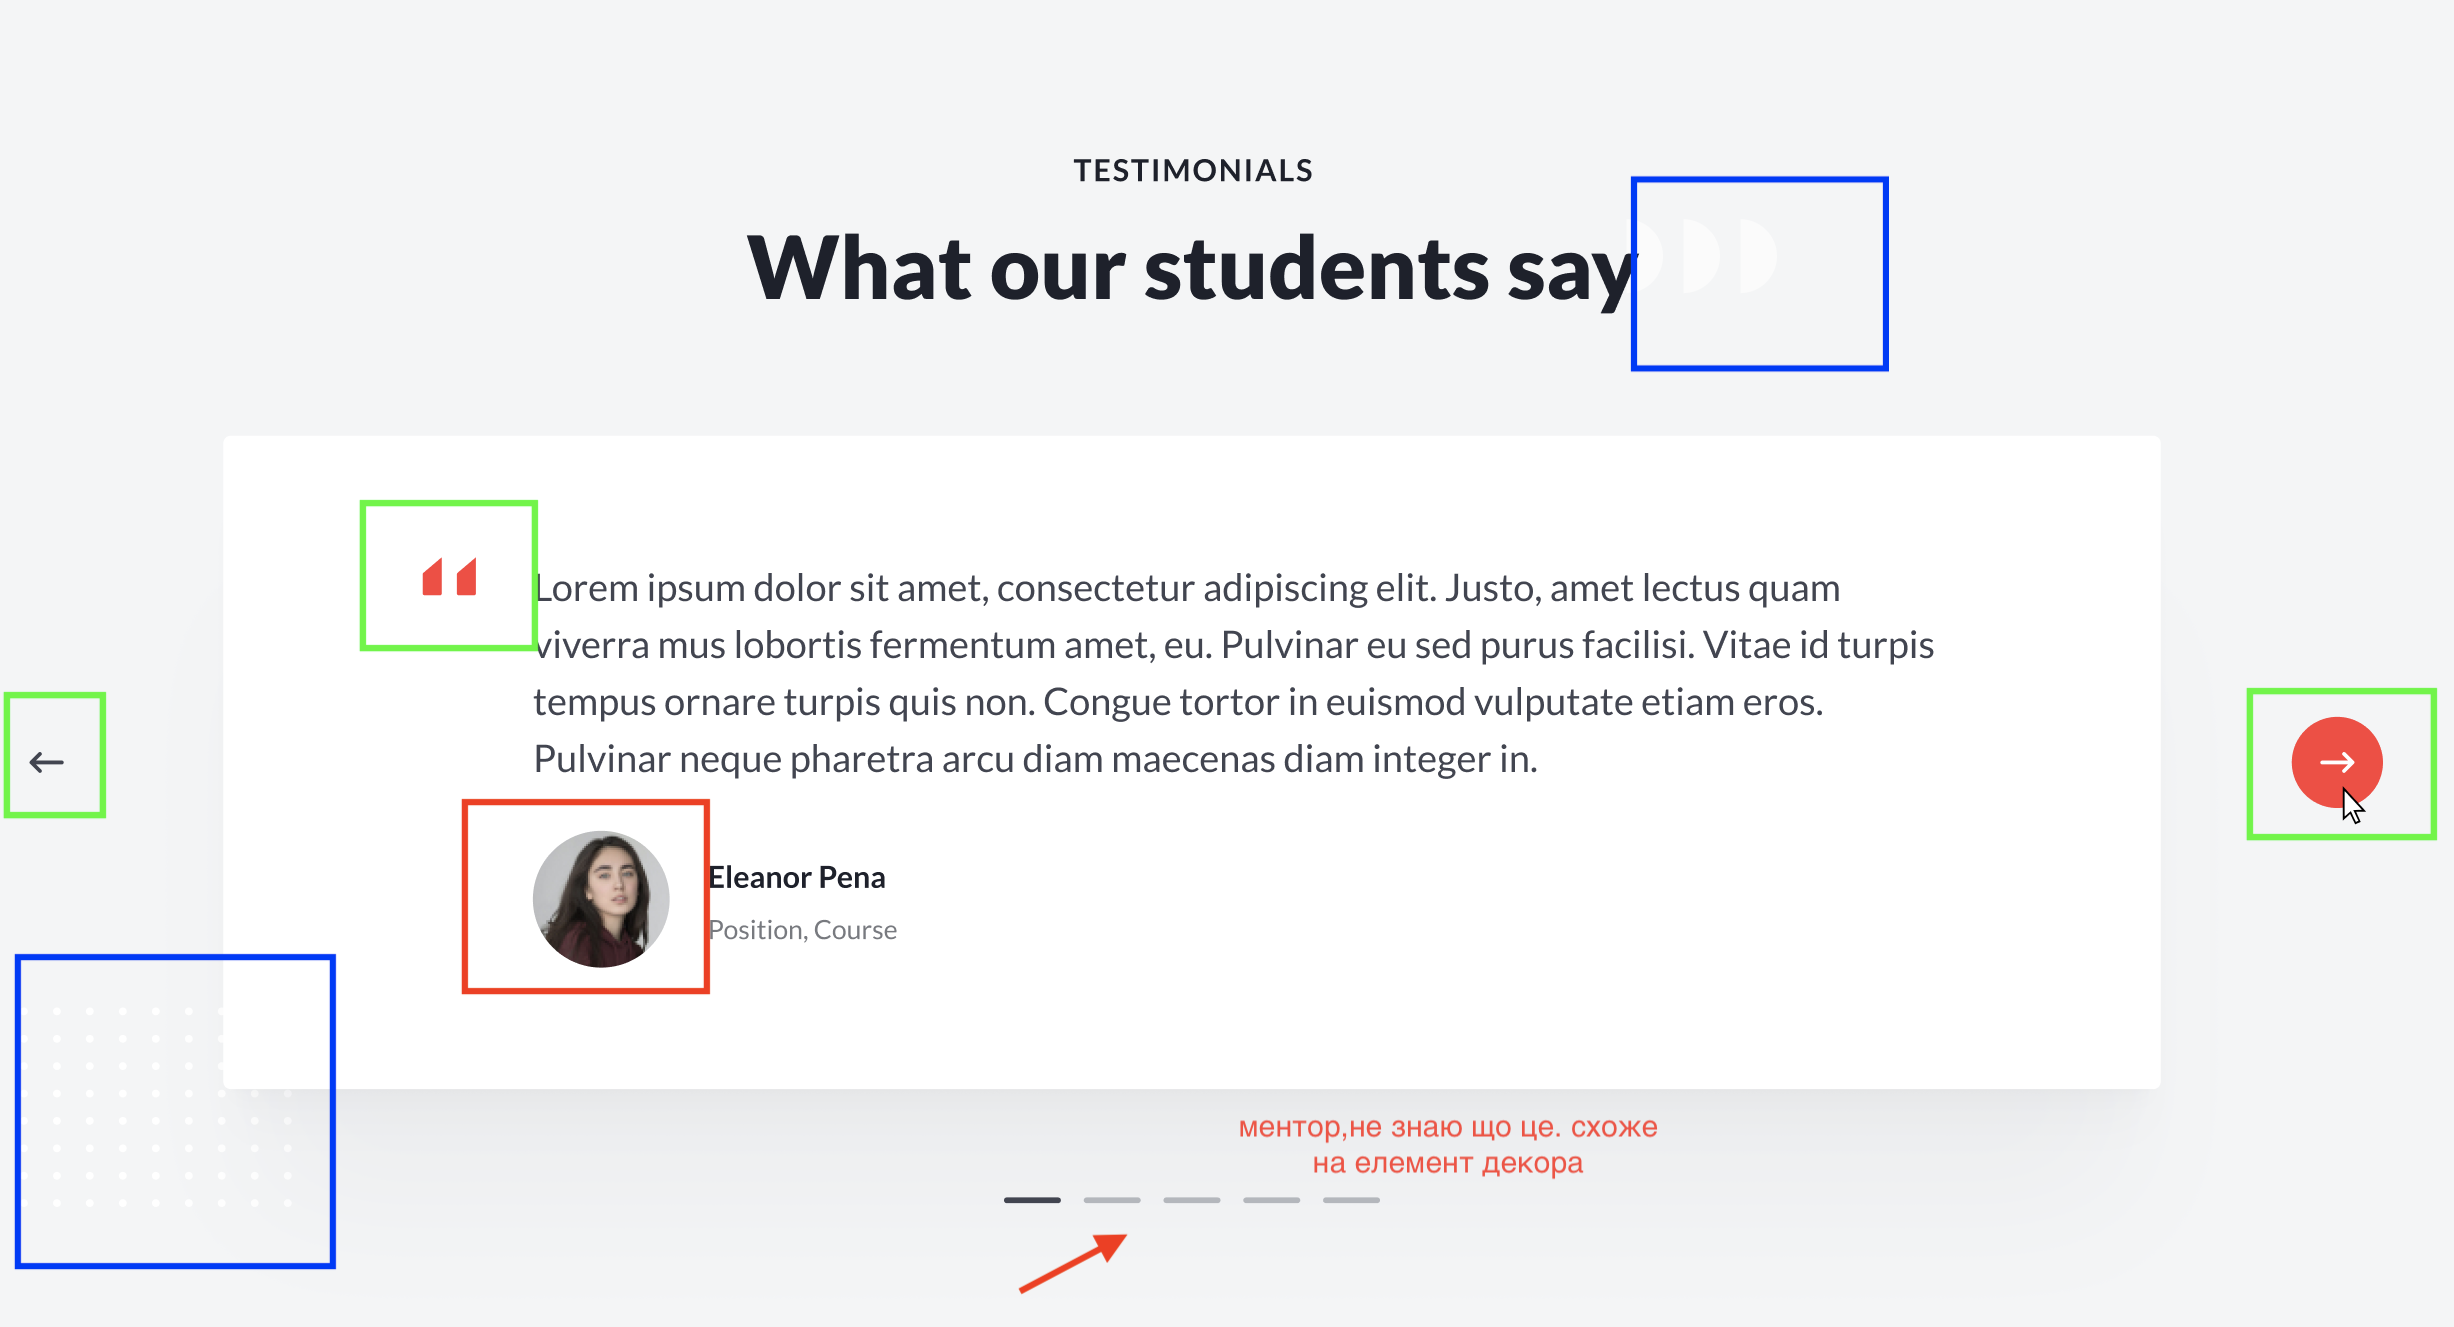 TESTIMONIALS
What our students say
Lorem ipsum dolor sit amet, consectetur adipiscing elit. Justo, amet lectus quam
viverra mus lobortis fermentum amet, eu. Pulvinar eu sed purus facilisi. Vitae id turpis
tempus ornare turpis quis non. Congue tortor in euismod vulputate etiam eros.
Pulvinar neque pharetra arcu diam maecenas diam integer in.
Eleanor Pena
Position, Course
ментор,не знаю що це. схоже
на елемент декора